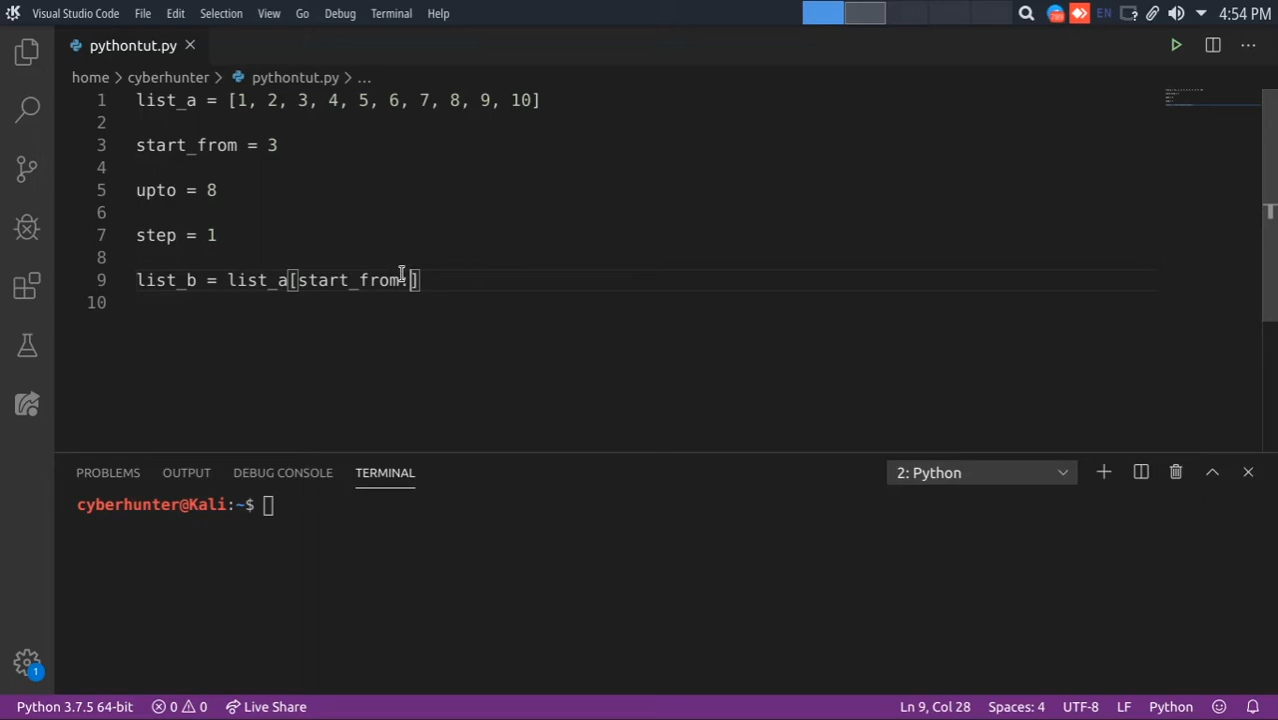 Visual Studio Code File Edit Selection View Go Debug Terminal Help EN 4:54 PM
pythontut.py
home > cyberhunter > pythontut.py > ...
1 list_a = [1, 2, 3, 4, 5, 6, 7, 8, 9, 10]
2
3 start_from = 3
4
5 upto = 8
6
7 step = 1
8
9 list_b = list_a[start_from:]
10
PROBLEMS OUTPUT DEBUG CONSOLE TERMINAL 2: Python
cyberhunter@Kali:~$
1
Python 3.7.5 64-bit 0 0 Live Share Ln 9, Col 28 Spaces: 4 UTF-8 LF Python